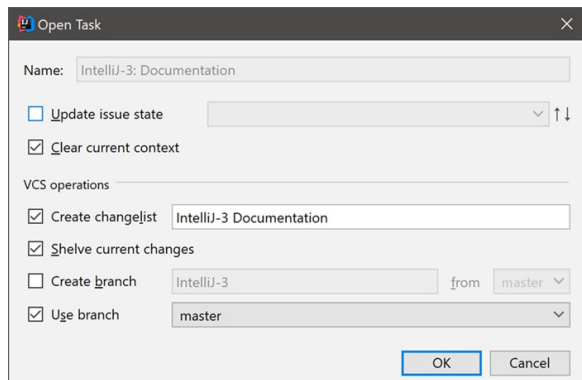 Open Task
Name: IntelliJ-3: Documentation
Update issue state
Clear current context
VCS operations
Create changelist IntelliJ-3 Documentation
Shelve current changes
Create branch IntelliJ-3 from master
Use branch master
OK Cancel